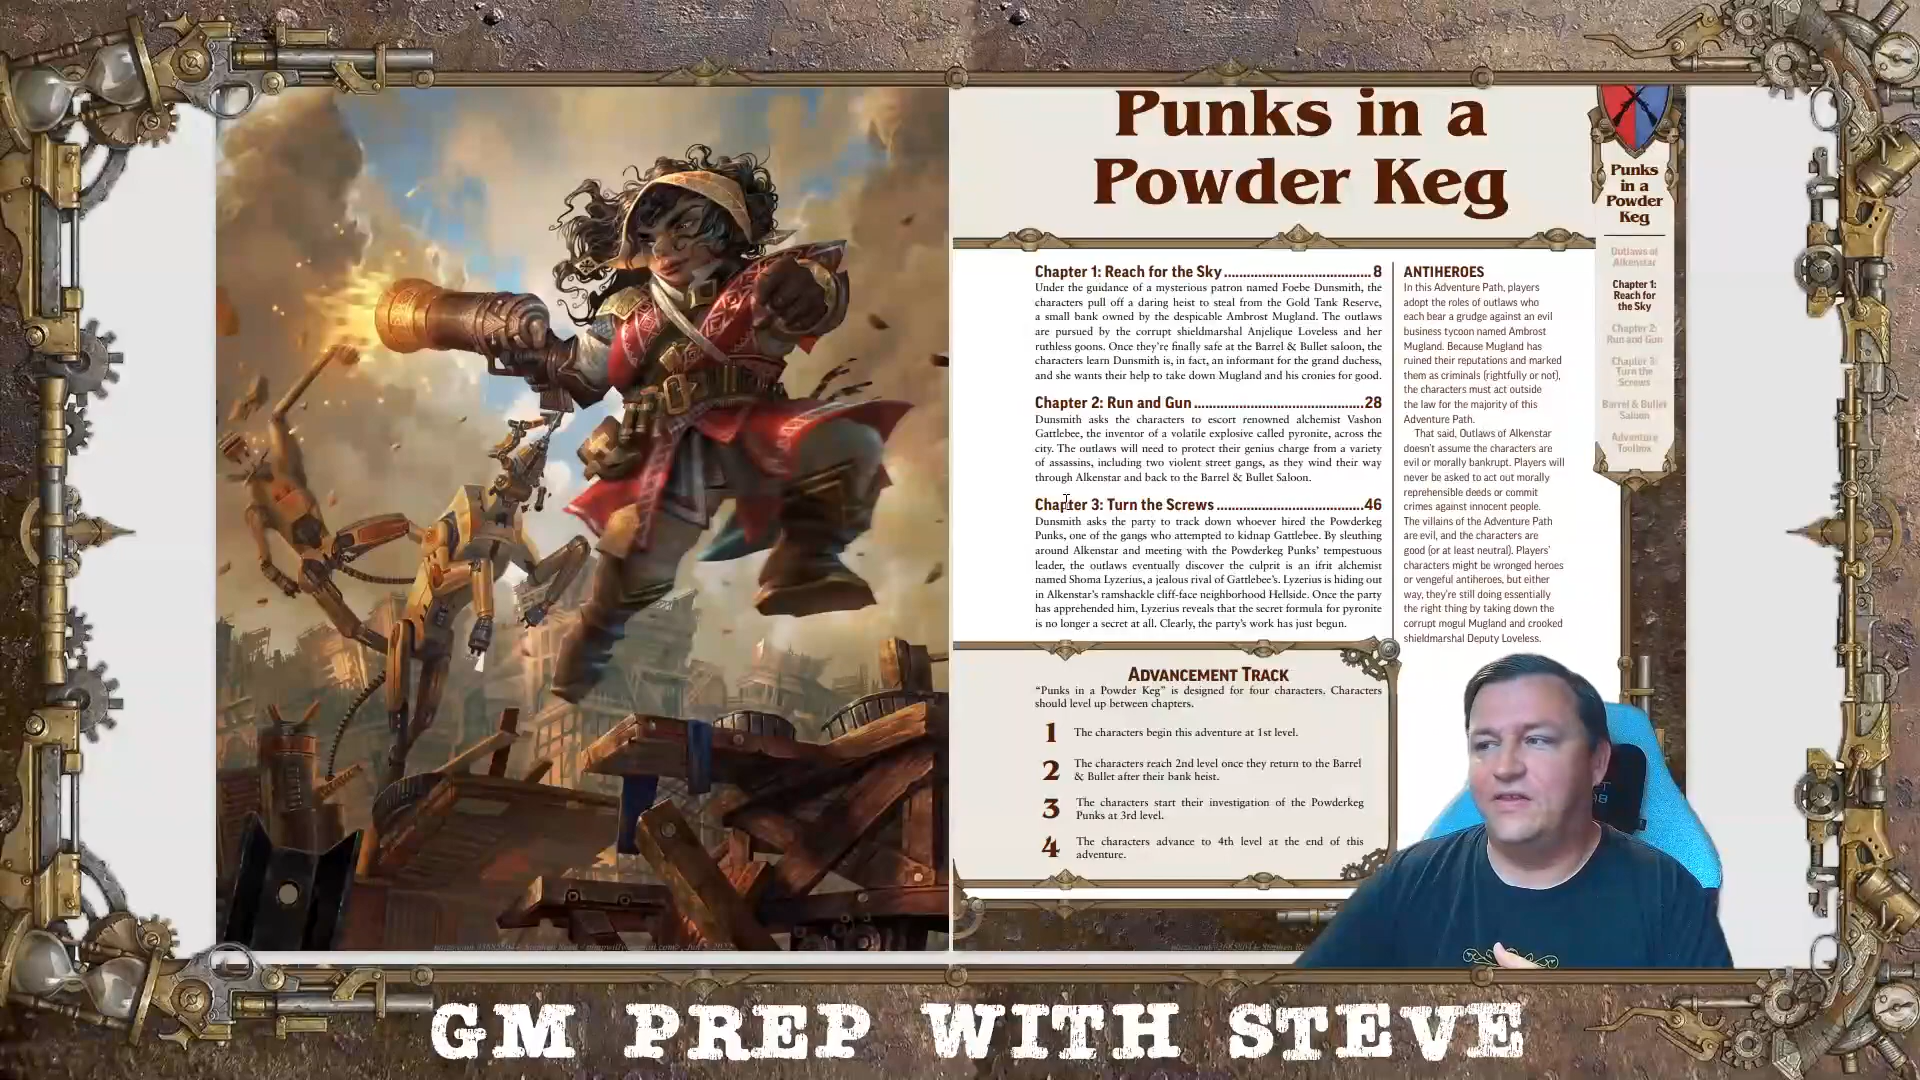 Punks in a
Powder Keg
Chapter 1: Reach for the Sky....................................8
Under the guidance of a mysterious patron named Foebe Dunsmith, the
characters pull off a daring heist to steal from the Gold Tank Reserve,
a small bank owned by the despicable Ambrost Mugland. The outlaws
are pursued by the corrupt shieldmarshal Anjelique Loveless and her
ruthless goons. Once they're finally safe at the Barrel & Bullet saloon, the
characters learn Dunsmith is, in fact, an informant for the grand duchess,
and she wants their help to take down Mugland and his cronies for good.
Chapter 2: Run and Gun..........................................28
Dunsmith asks the characters to escort renowned alchemist Vashon
Gattlebee, the inventor of a volatile explosive called pyronite, across the
city. The outlaws will need to protect their genius charge from a variety
of assassins, including two violent street gangs, as they wind their way
through Alkenstar and back to the Barrel & Bullet Saloon.
Chapter 3: Turn the Screws.....................................46
Dunsmith asks the party to track down whoever hired the Powderkeg
Punks, one of the gangs who attempted to kidnap Gattlebee. By sleuthing
around Alkenstar and meeting with the Powderkeg Punks' tempestuous
leader, the outlaws eventually discover the culprit is an ifrit alchemist
named Shoma Lyzerius, a jealous rival of Gattlebee's. Lyzerius is hiding out
in Alkenstar's ramshackle cliff-face neighborhood Hellside. Once the party
has apprehended him, Lyzerius reveals that the secret formula for pyronite
is no longer a secret at all. Clearly, the party's work has just begun.
ANTIHEROES
In this Adventure Path, players
adopt the roles of outlaws who
each bear a grudge against an evil
business tycoon named Ambrost
Mugland. Because Mugland has
ruined their reputations and marked
them as criminals (rightfully or not),
the characters must act outside
the law for the majority of this
Adventure Path.
That said, Outlaws of Alkenstar
doesn't assume the characters are
evil or morally bankrupt. Players will
never be asked to act out morally
reprehensible deeds or commit
crimes against innocent people.
The villains of the Adventure Path
are evil, and the characters are
good (or at least neutral). Players'
characters might be wronged heroes
or vengeful antiheroes, but either
way, they're still doing essentially
the right thing by taking down the
corrupt mogul Mugland and crooked
shieldmarshal Deputy Loveless.
Punks
in a
Powder
Keg
Outlaws of
Alkenstar
Chapter 1:
Reach for
the Sky
Chapter 2:
Run and Gun
Chapter 3:
Turn the
Screws
Barrel & Bullet
Saloon
Adventure
Toolbox
ADVANCEMENT TRACK
"Punks in a Powder Keg" is designed for four characters. Characters
should level up between chapters.
1 The characters begin this adventure at 1st level.
2 The characters reach 2nd level once they return to the Barrel
& Bullet after their bank heist.
3 The characters start their investigation of the Powderkeg
Punks at 3rd level.
4 The characters advance to 4th level at the end of this
adventure.
GM PREP WITH STEVE